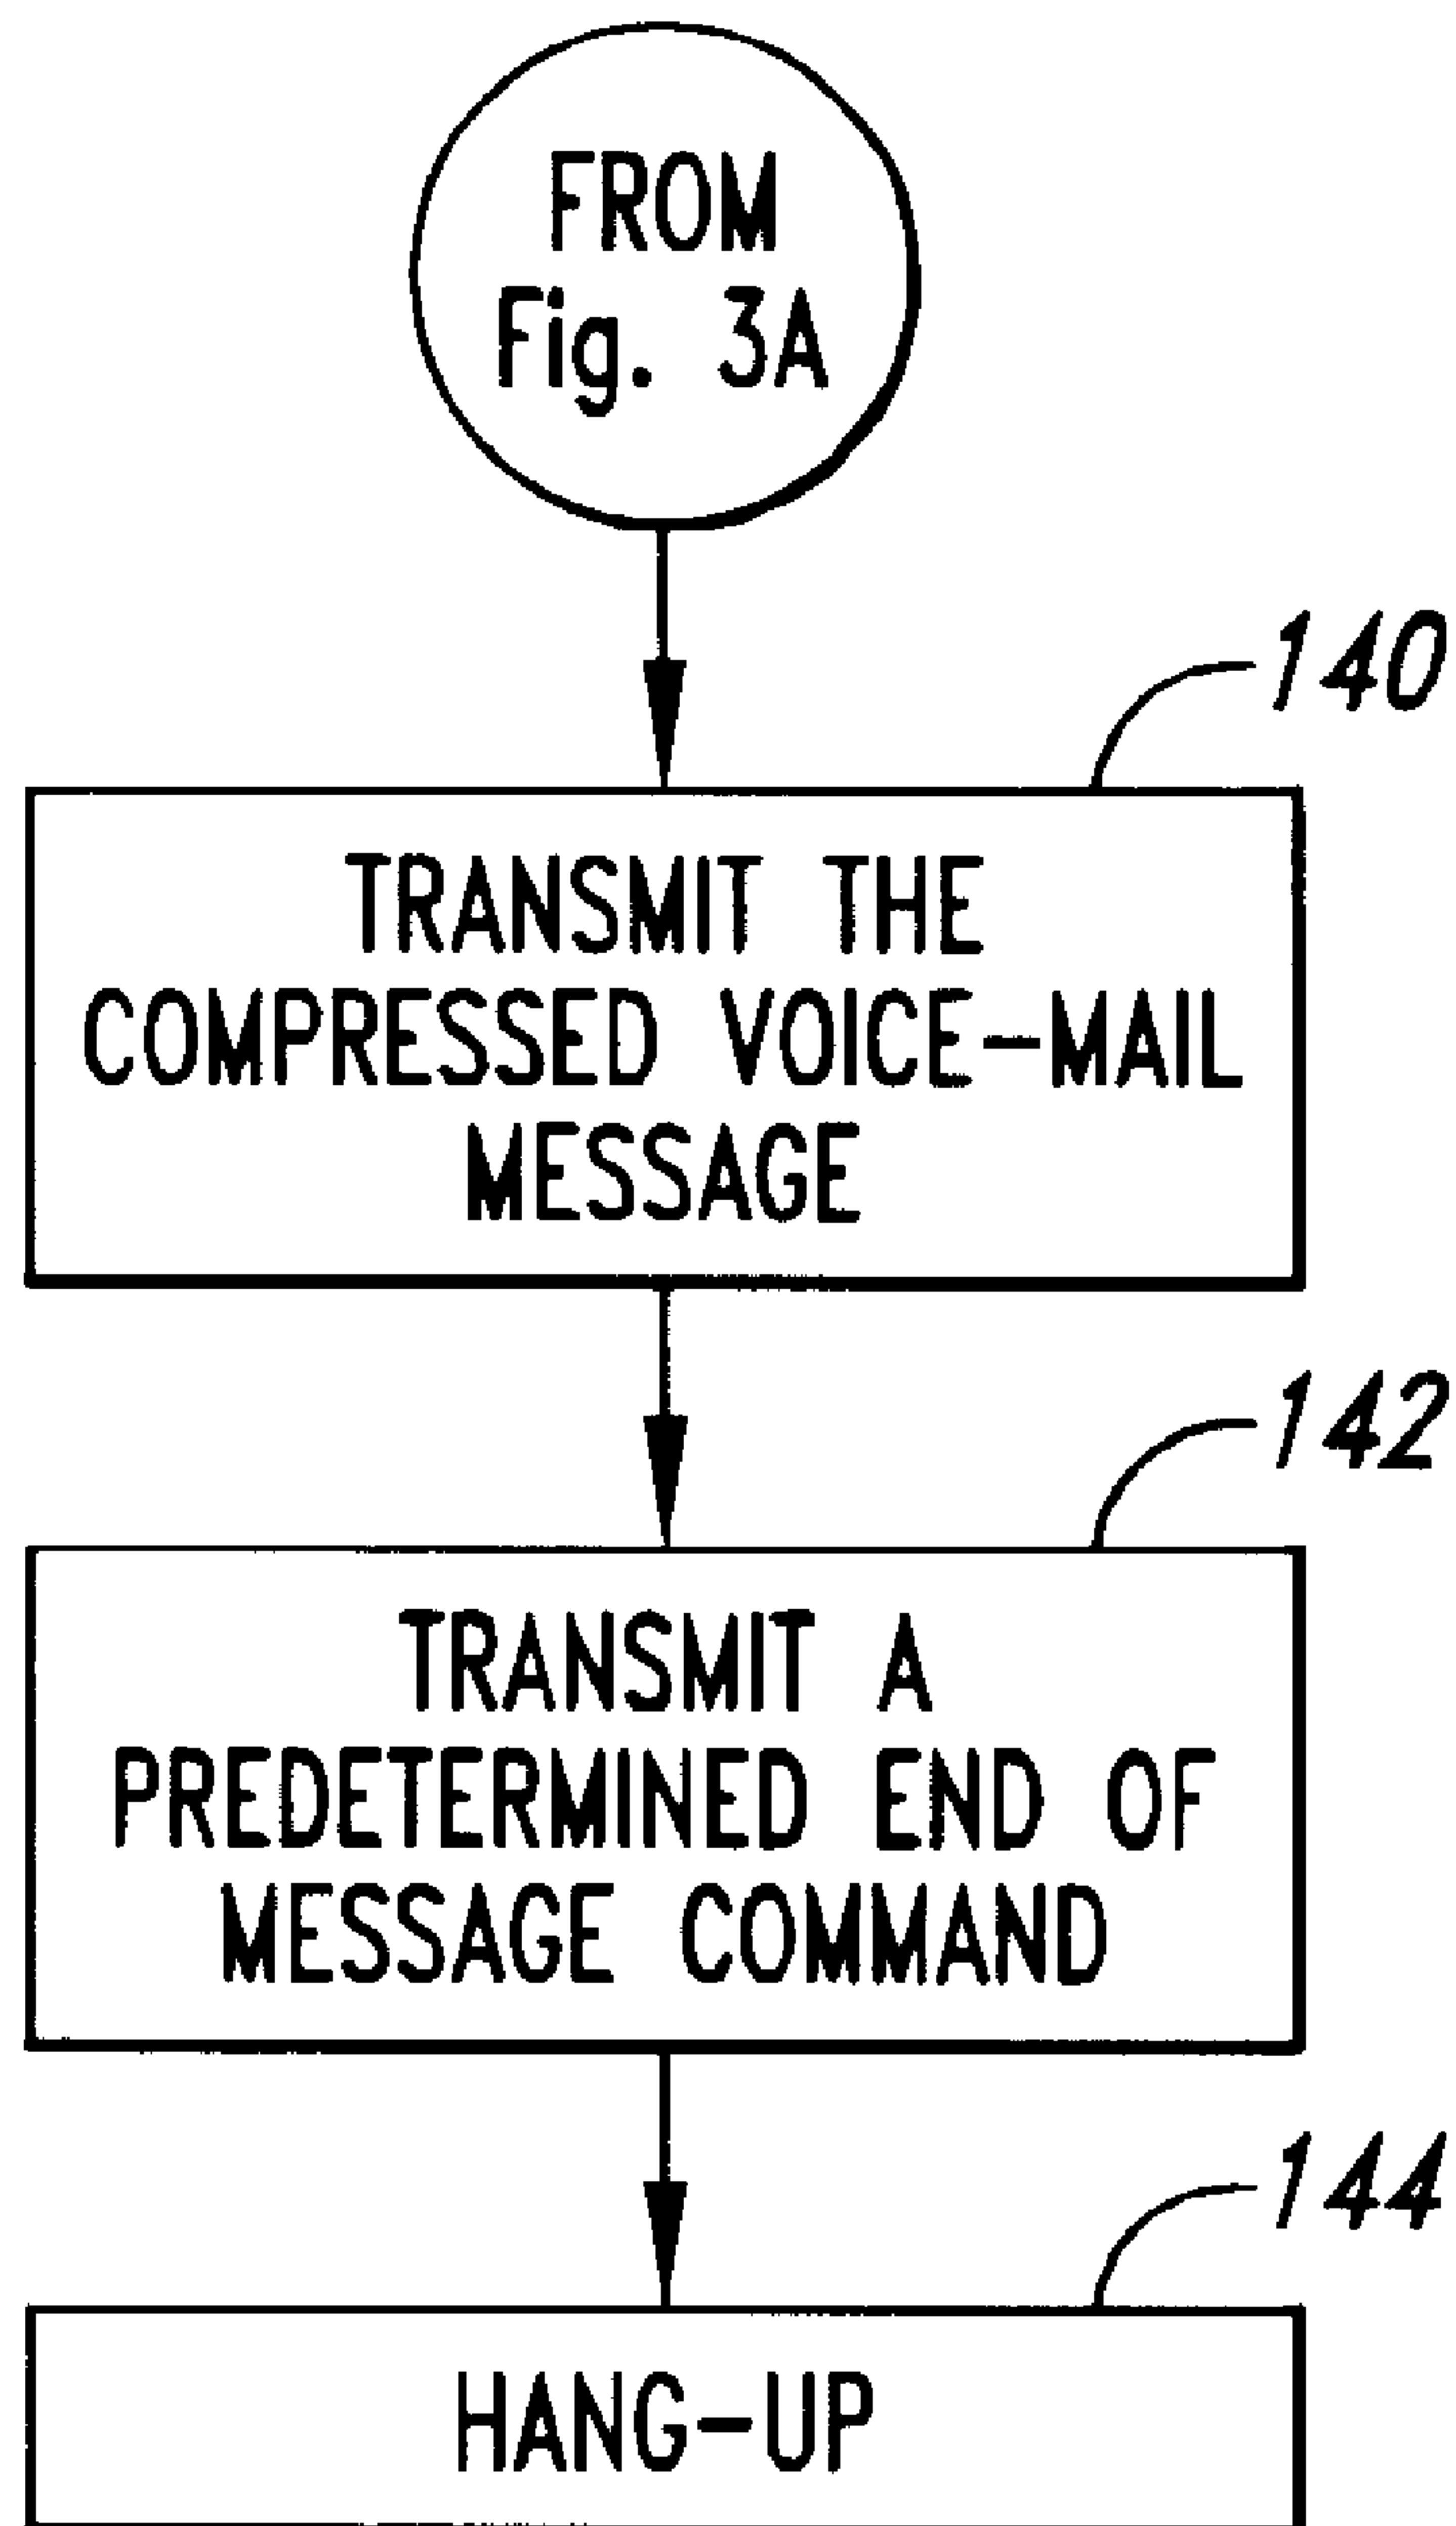 FROM
Fig. 3A
140
TRANSMIT THE
COMPRESSED VOICE-MAIL
MESSAGE
142
TRANSMIT A
PREDETERMINED END OF
MESSAGE COMMAND
144
HANG-UP